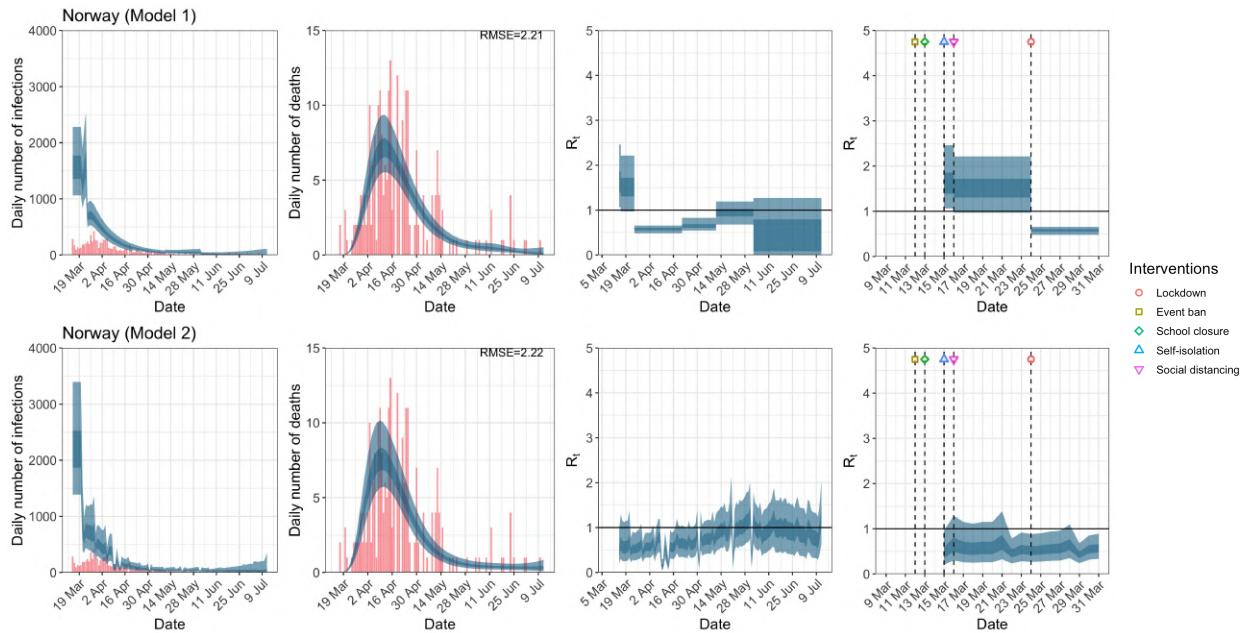 Norway (Model 1)
Daily number of infections
4000
3000
2000
1000
0
19 Mar
2 Apr
16 Apr
30 Apr
14 May
28 May
11 Jun
25 Jun
9 Jul
Date
Daily number of deaths
15
10
5
0
RMSE=2.21
19 Mar
2 Apr
16 Apr
30 Apr
14 May
28 May
11 Jun
25 Jun
9 Jul
Date
Rt
5
4
3
2
1
0
5 Mar
19 Mar
2 Apr
16 Apr
30 Apr
14 May
28 May
11 Jun
25 Jun
9 Jul
Date
Rt
5
4
3
2
1
0
9 Mar
11 Mar
13 Mar
15 Mar
17 Mar
19 Mar
21 Mar
23 Mar
25 Mar
27 Mar
29 Mar
31 Mar
Date
Interventions
Lockdown
Event ban
School closure
Self-isolation
Social distancing
Norway (Model 2)
Daily number of infections
4000
3000
2000
1000
0
19 Mar
2 Apr
16 Apr
30 Apr
14 May
28 May
11 Jun
25 Jun
9 Jul
Date
Daily number of deaths
15
10
5
0
RMSE=2.22
19 Mar
2 Apr
16 Apr
30 Apr
14 May
28 May
11 Jun
25 Jun
9 Jul
Date
Rt
5
4
3
2
1
0
5 Mar
19 Mar
2 Apr
16 Apr
30 Apr
14 May
28 May
11 Jun
25 Jun
9 Jul
Date
Rt
5
4
3
2
1
0
9 Mar
11 Mar
13 Mar
15 Mar
17 Mar
19 Mar
21 Mar
23 Mar
25 Mar
27 Mar
29 Mar
31 Mar
Date